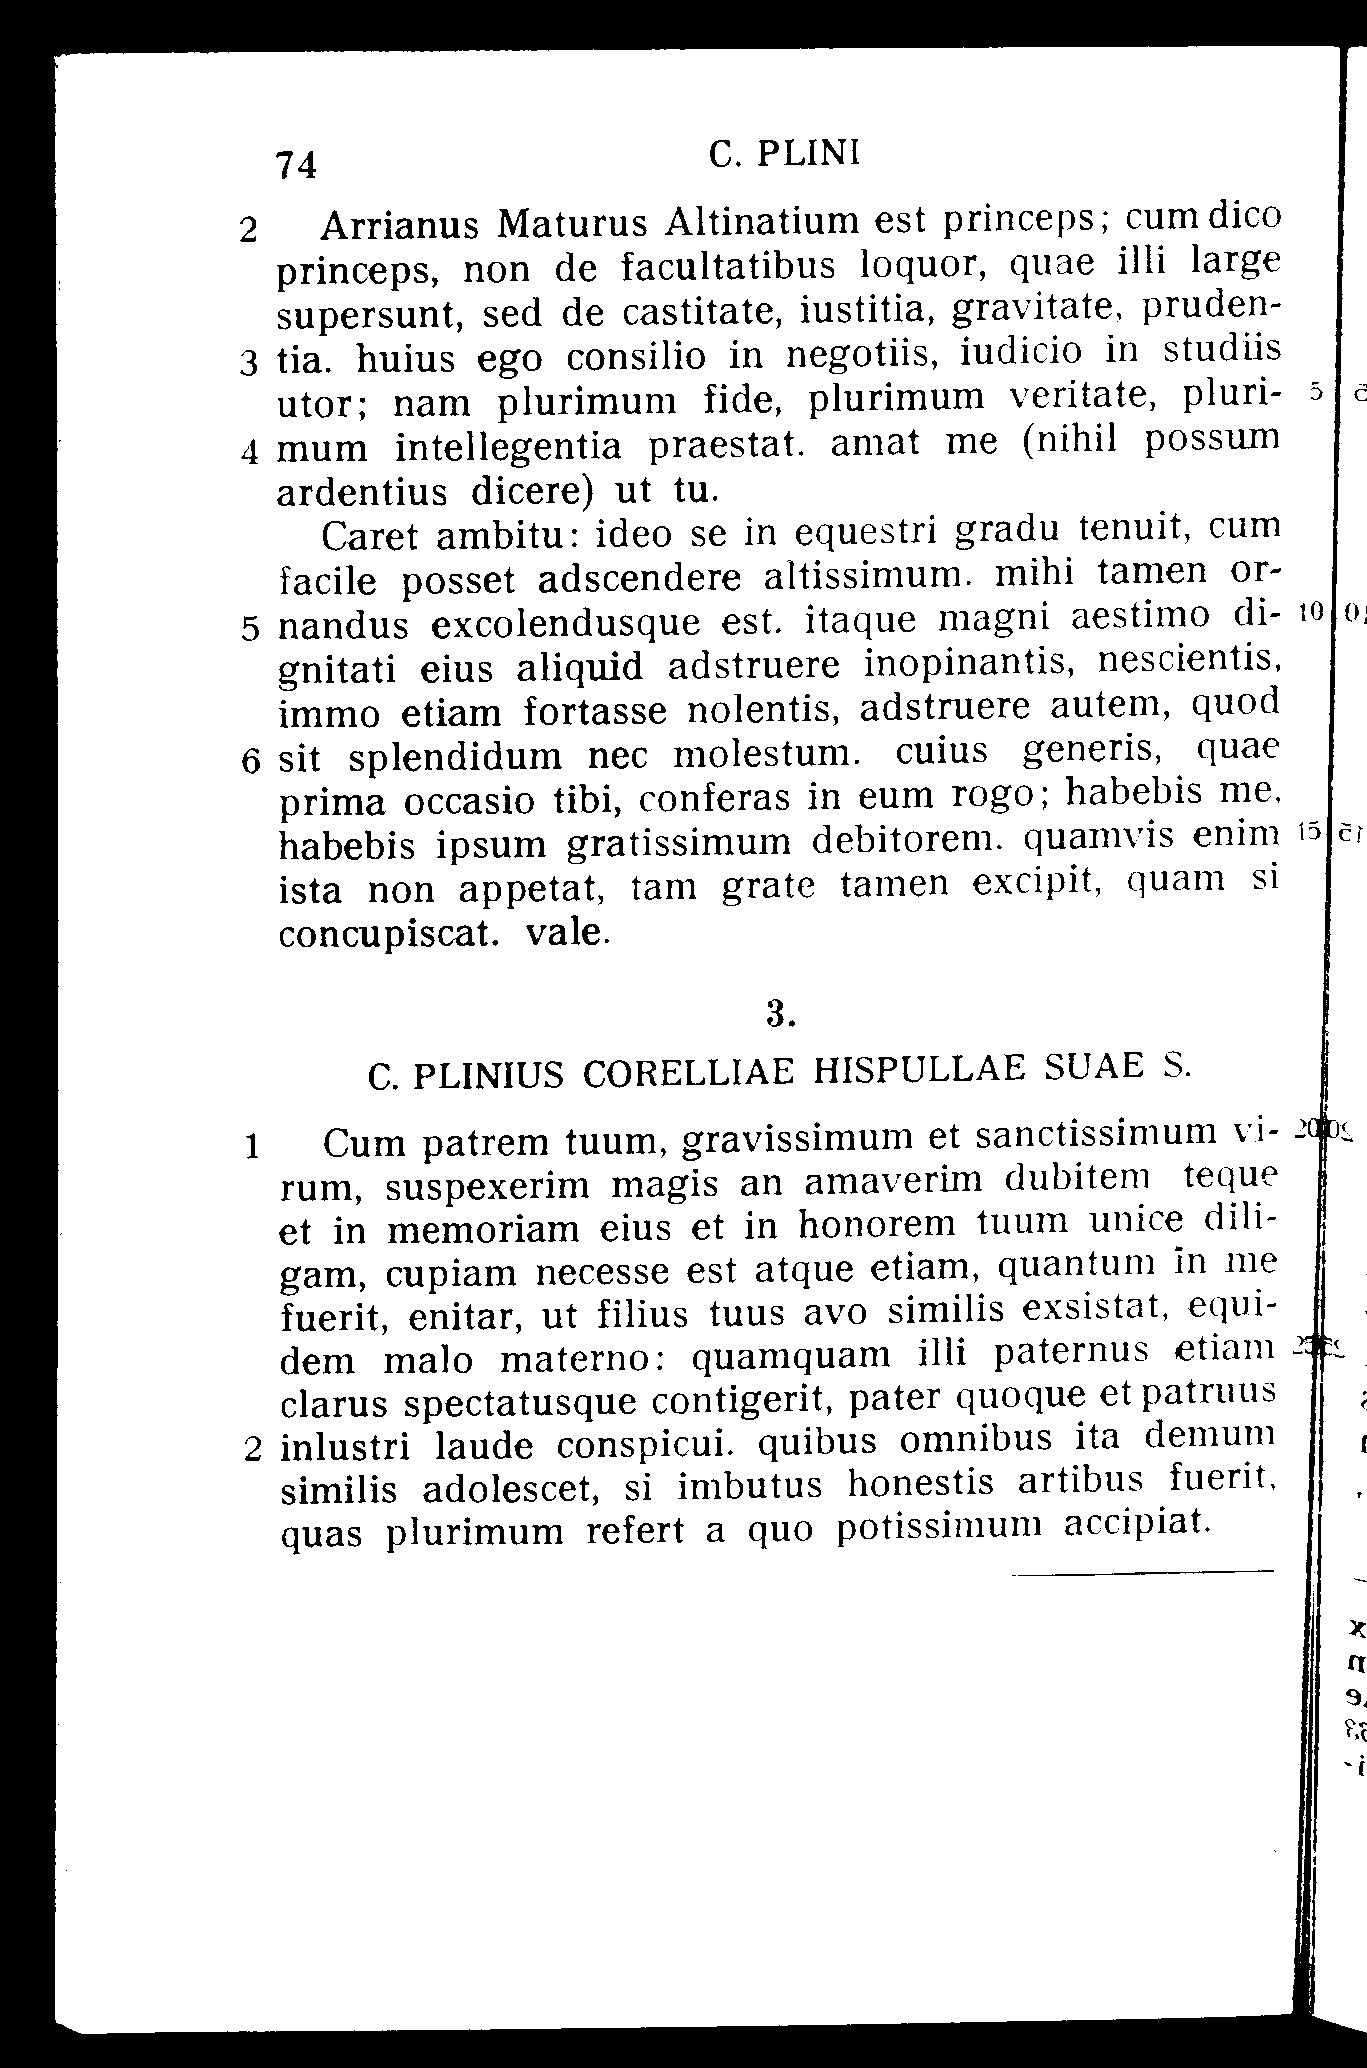 74 C. PLINI
2 Arrianus Maturus Altinatium est princeps; cum dico
princeps, non de facultatibus loquor, quae illi large
supersunt, sed de castitate, iustitia, gravitate, pruden-
3 tia. huius ego consilio in negotiis, iudicio in studiis
utor; nam plurimum fide, plurimum veritate, pluri- 5
4 mum intellegentia praestat. amat me (nihil possum
ardentius dicere) ut tu.
Caret ambitu: ideo se in equestri gradu tenuit, cum
facile posset adscendere altissimum. mihi tamen or-
5 nandus excolendusque est. itaque magni aestimo di- 10
gnitati eius aliquid adstruere inopinantis, nescientis,
immo etiam fortasse nolentis, adstruere autem, quod
6 sit splendidum nec molestum. cuius generis, quae
prima occasio tibi, conferas in eum rogo; habebis me,
habebis ipsum gratissimum debitorem. quamvis enim 15
ista non appetat, tam grate tamen excipit, quam si
concupiscat. vale.
3.
C. PLINIUS CORELLIAE HISPULLAE SUAE S.
1 Cum patrem tuum, gravissimum et sanctissimum vi- 20
rum, suspexerim magis an amaverim dubitem teque
et in memoriam eius et in honorem tuum unice dili-
gam, cupiam necesse est atque etiam, quantum in me
fuerit, enitar, ut filius tuus avo similis exsistat, equi-
dem malo materno: quamquam illi paternus etiam 25
clarus spectatusque contigerit, pater quoque et patruus
2 inlustri laude conspicui. quibus omnibus ita demum
similis adolescet, si imbutus honestis artibus fuerit,
quas plurimum refert a quo potissimum accipiat.